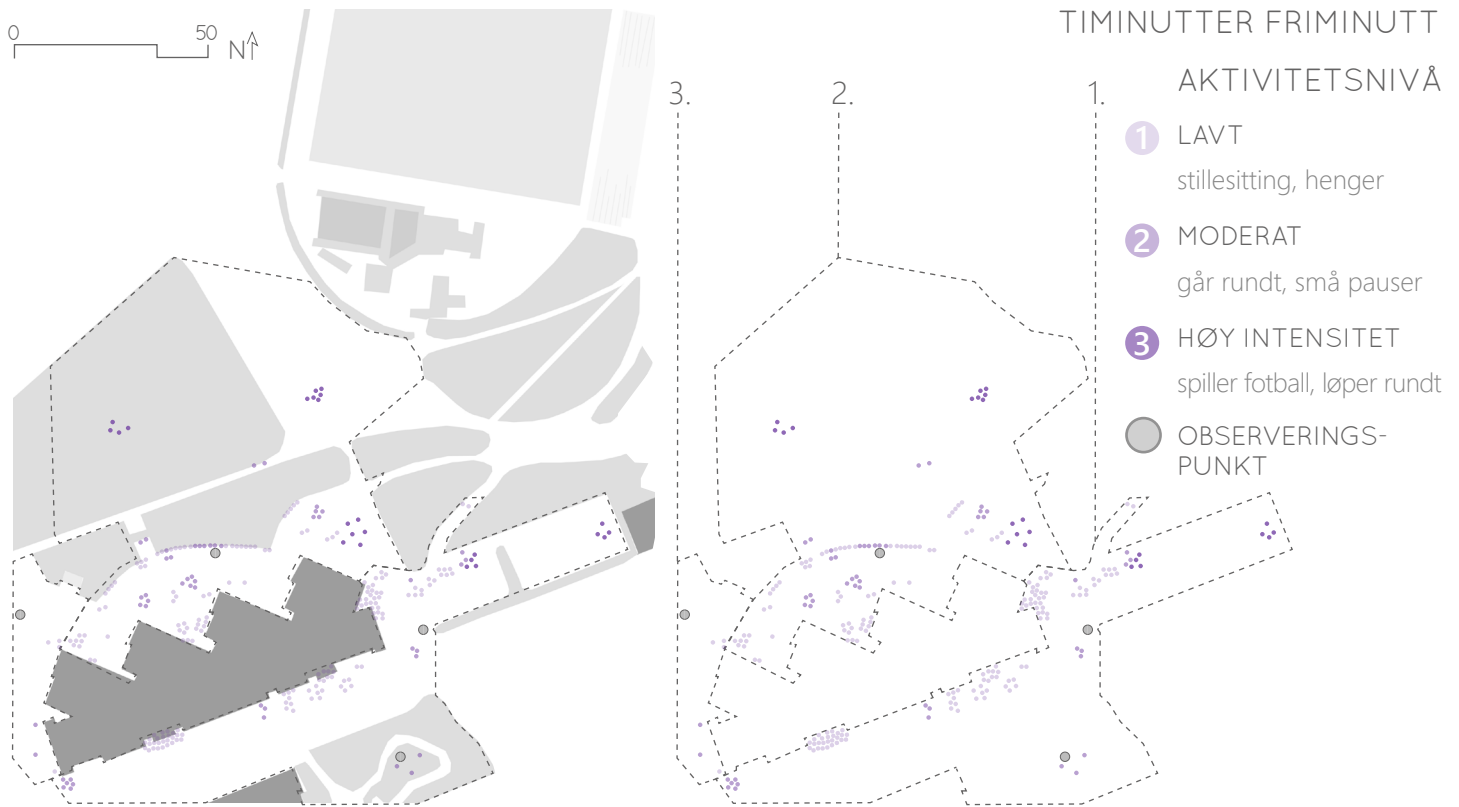 0 50 N
TIMINUTTER FRIMINUTT
3. 2. 1.
AKTIVITETSNIVÅ
1 LAVT
stillesitting, henger
2 MODERAT
går rundt, små pauser
3 HØY INTENSITET
spiller fotball, løper rundt
OBSERVERINGS-
PUNKT